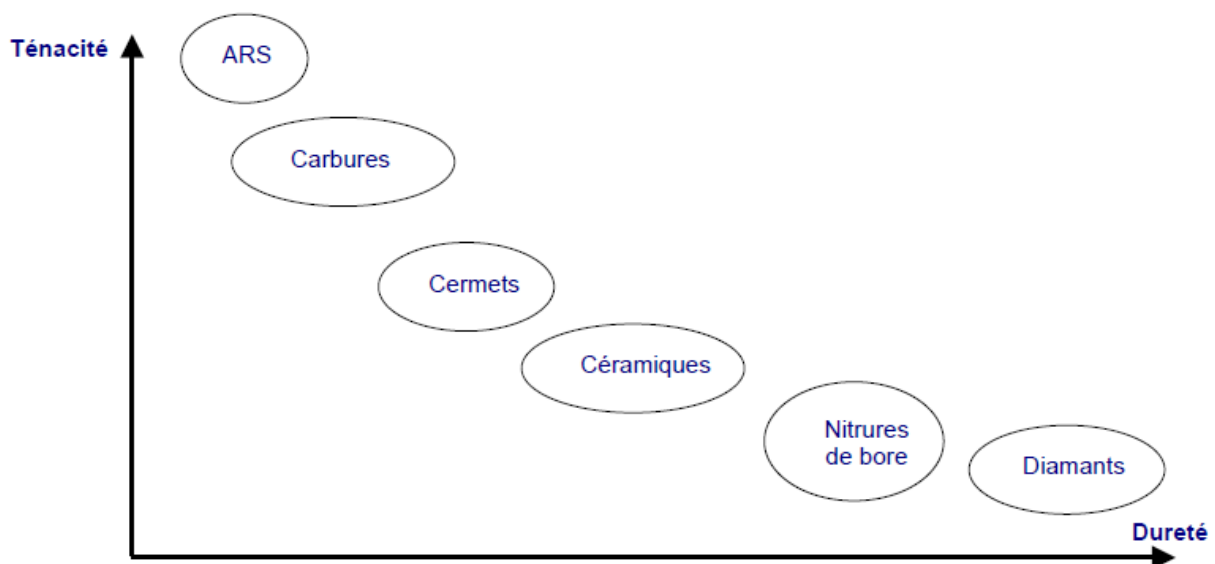 Ténacité
ARS
Carbures
Cermets
Céramiques
Nitrures
de bore
Diamants
Dureté